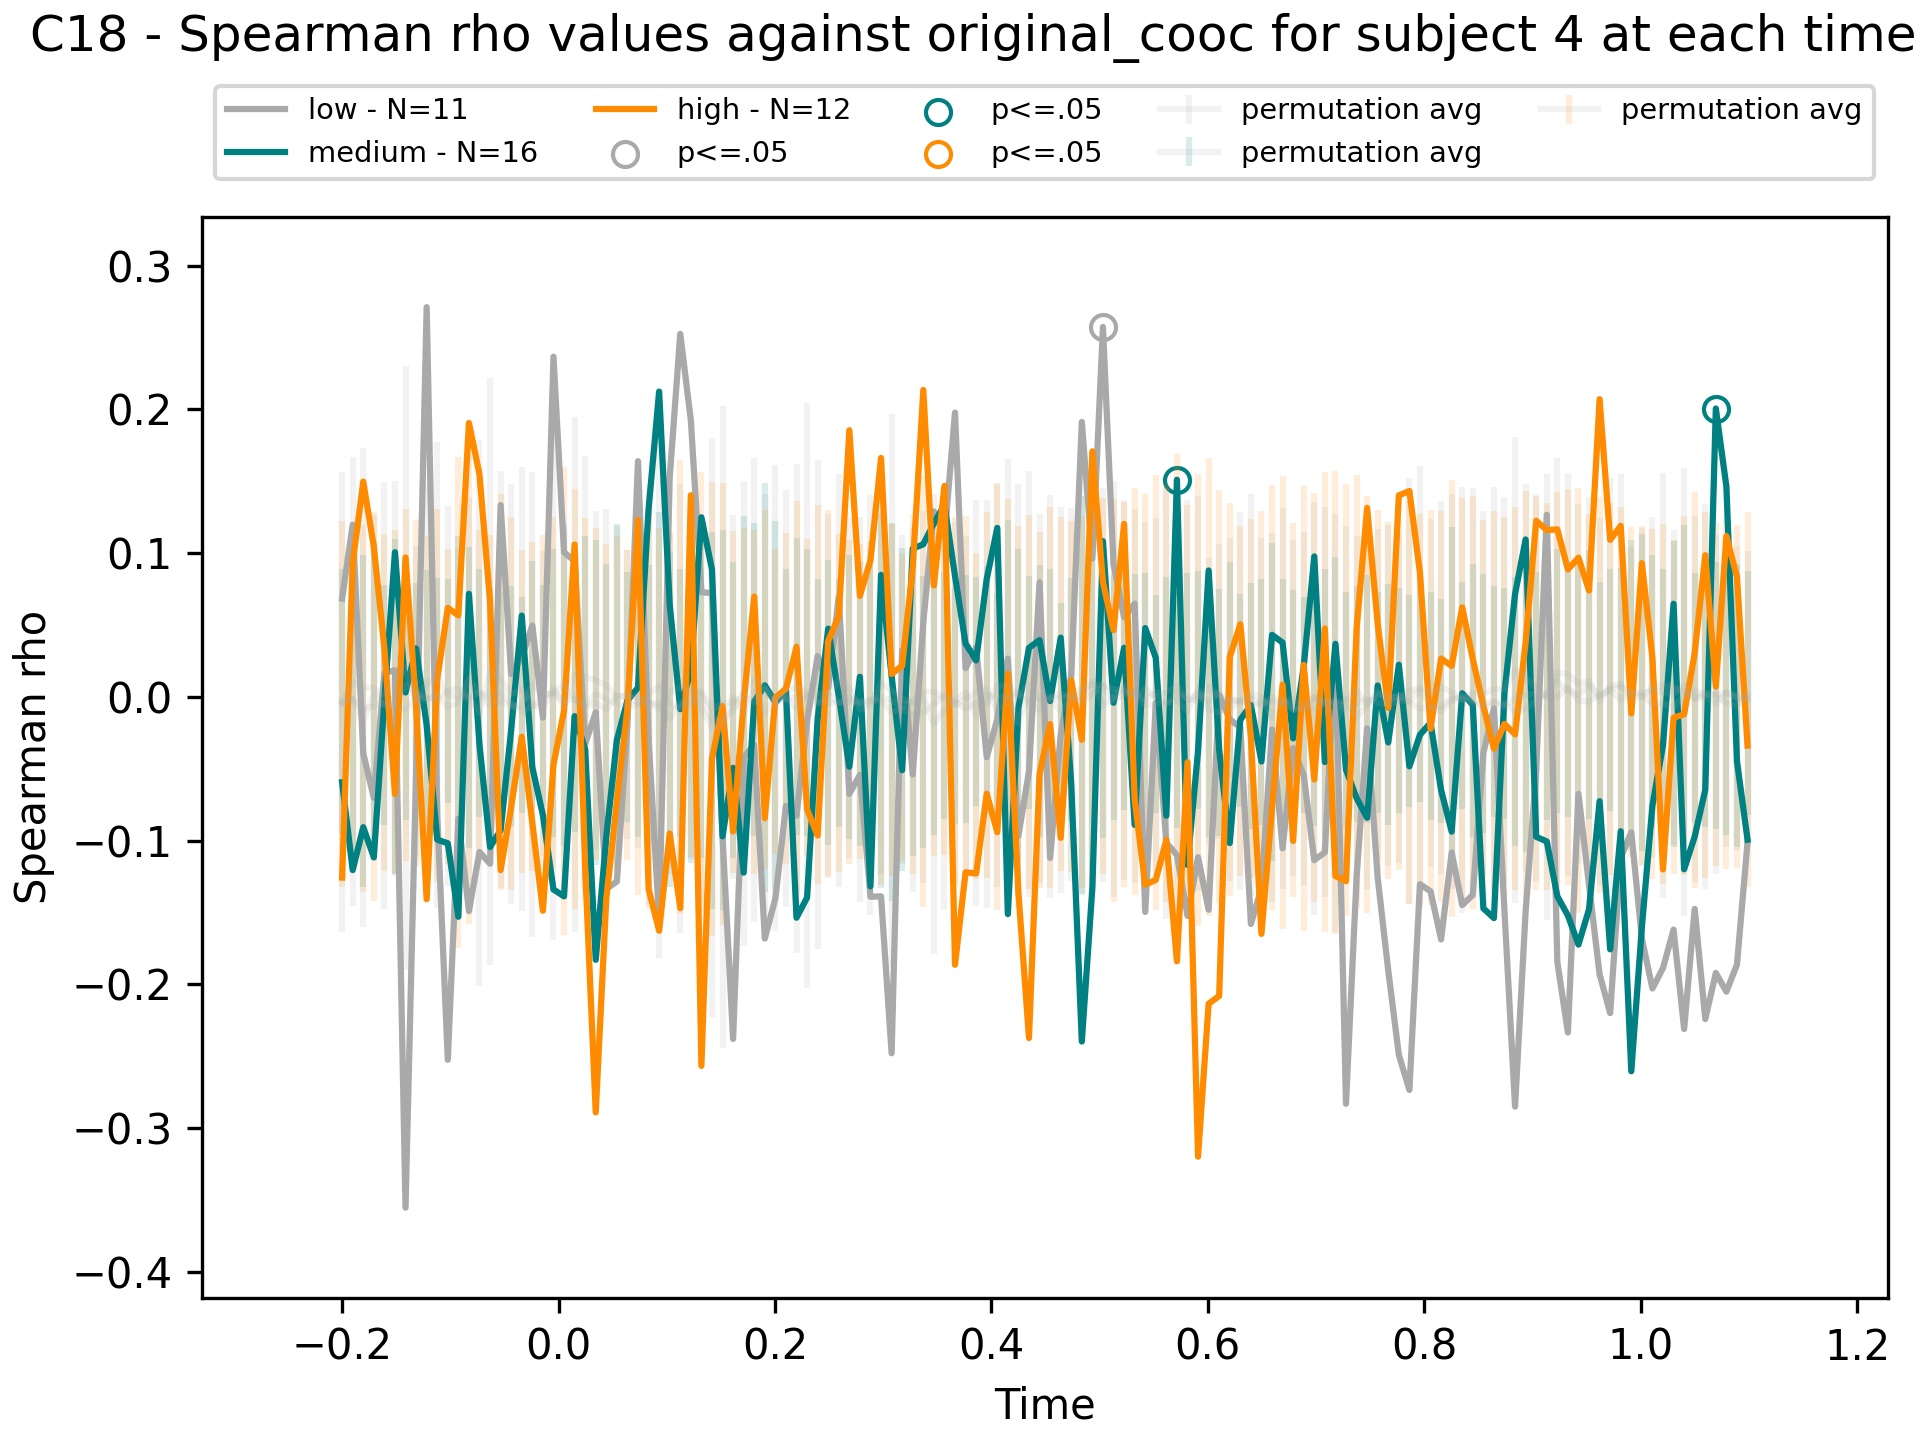 C18 - Spearman rho values against original_cooc for subject 4 at each time
low - N=11
medium - N=16
high - N=12
p<=.05
p<=.05
p<=.05
permutation avg
permutation avg
permutation avg
Spearman rho
0.3
0.2
0.1
0.0
−0.1
−0.2
−0.3
−0.4
−0.2 0.0 0.2 0.4 0.6 0.8 1.0 1.2
Time